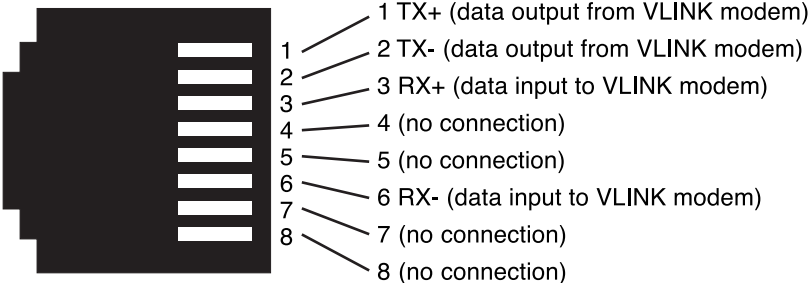 1 1 TX+ (data output from VLINK modem)
2 2 TX- (data output from VLINK modem)
3 3 RX+ (data input to VLINK modem)
4 4 (no connection)
5 5 (no connection)
6 6 RX- (data input to VLINK modem)
7 7 (no connection)
8 8 (no connection)